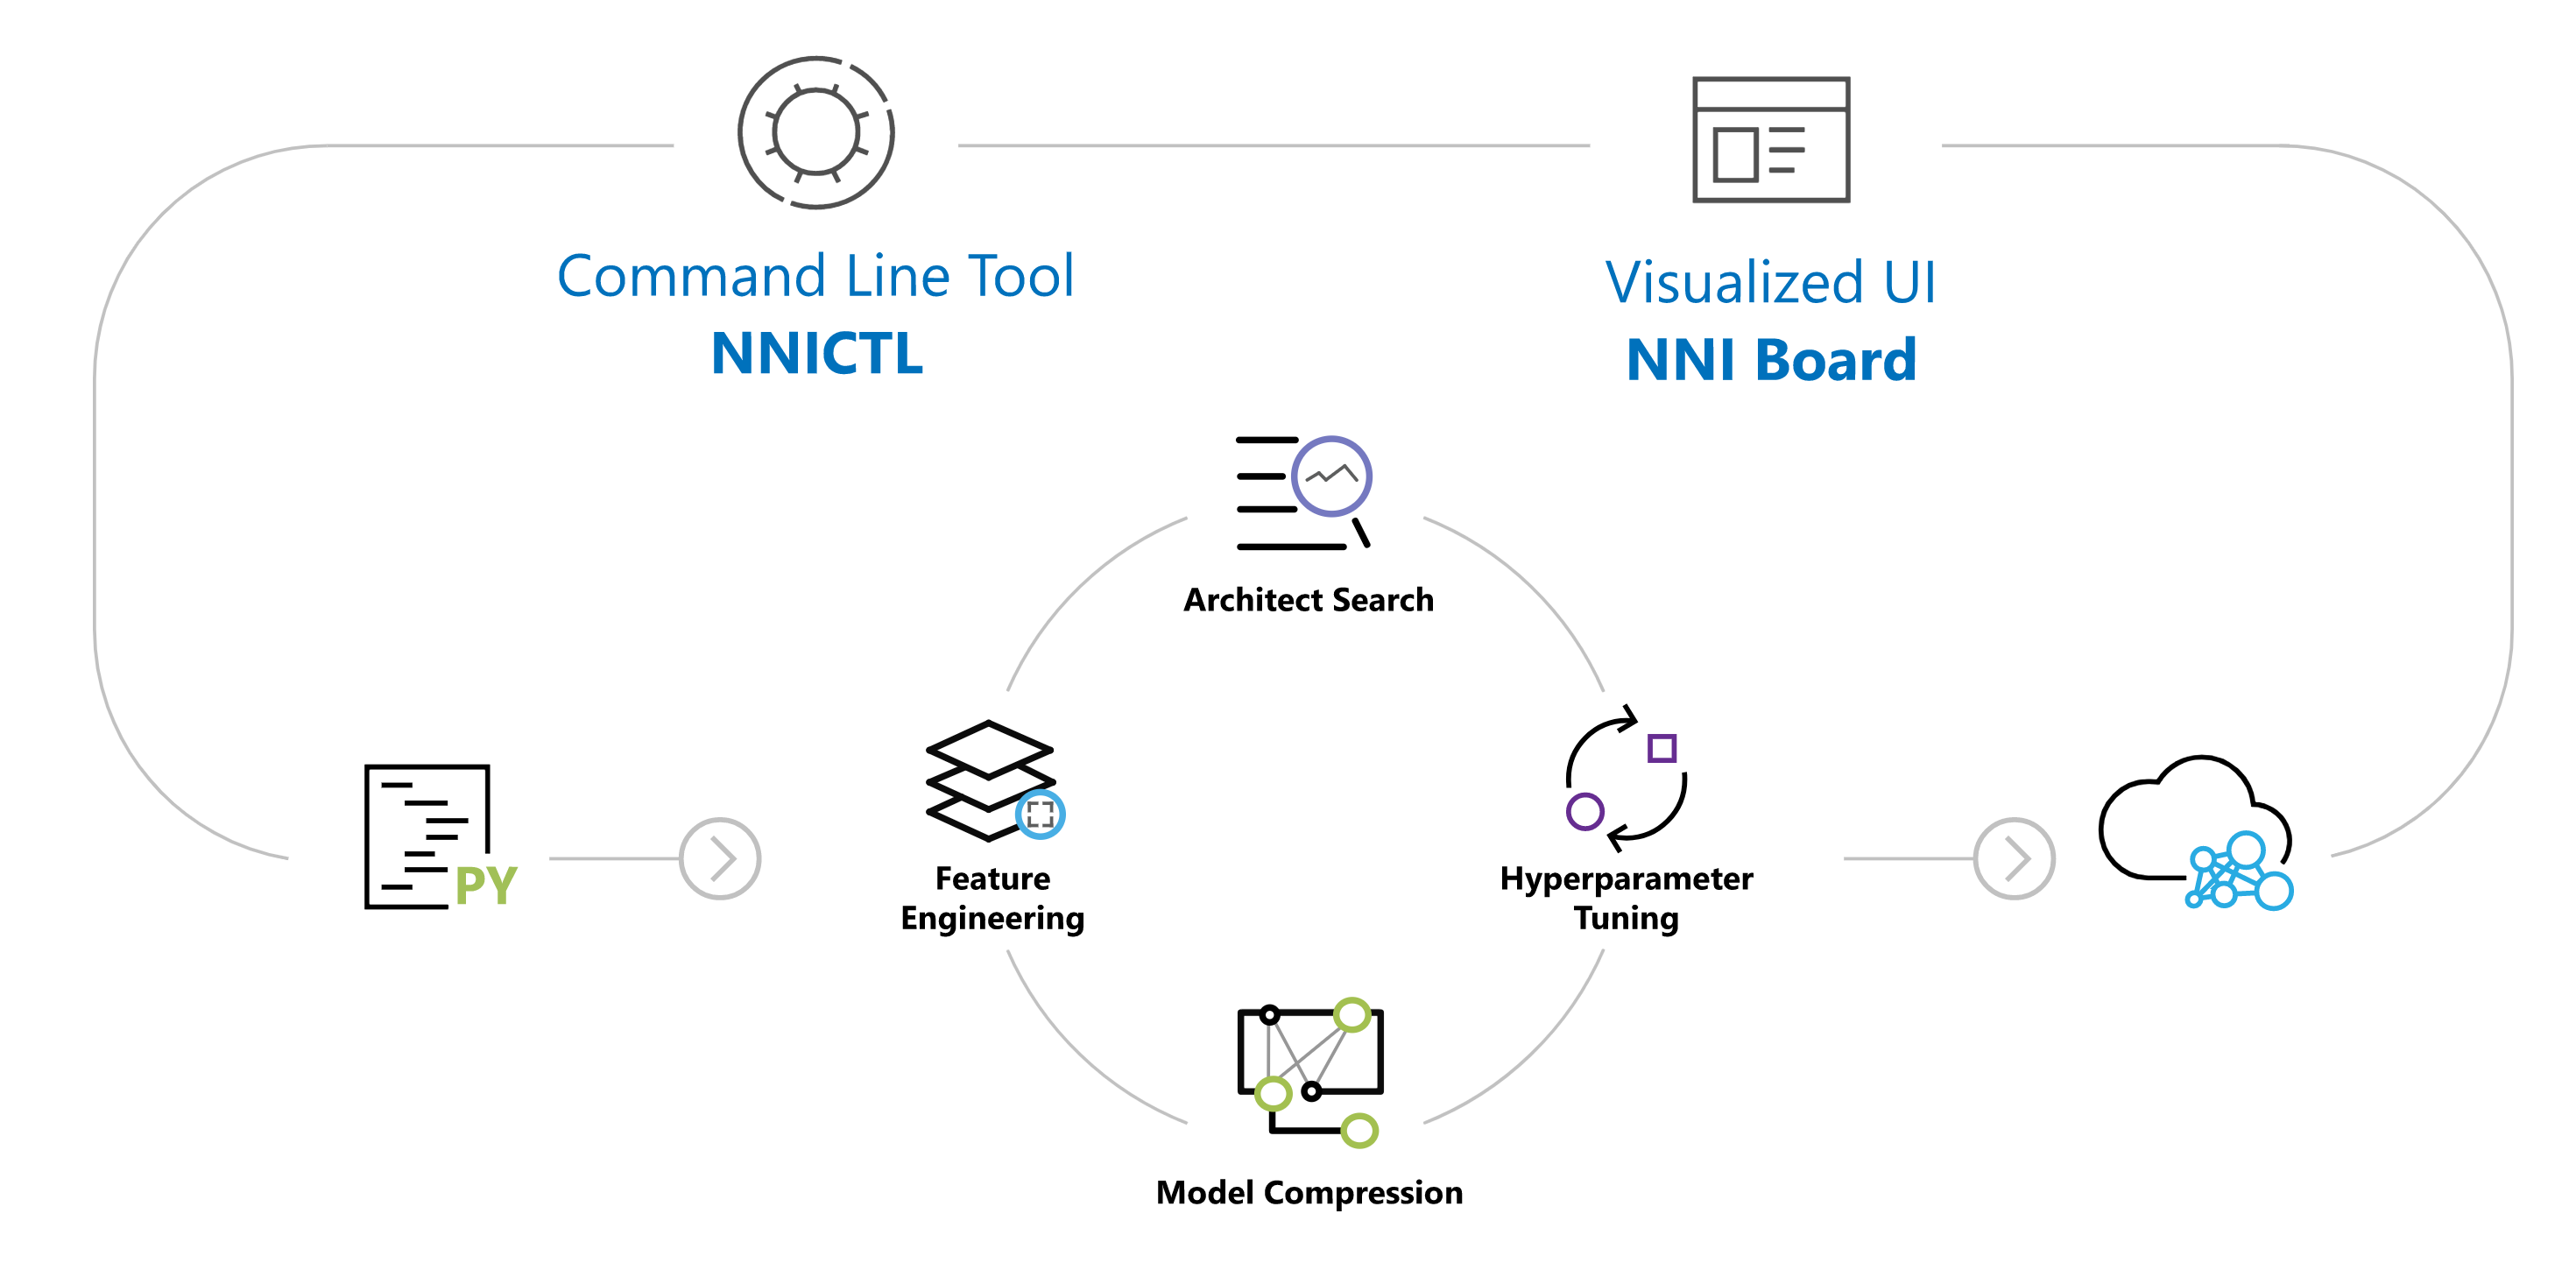 Command Line Tool
NNICTL
Visualized UI
NNI Board
Architect Search
PY
Feature
Engineering
Hyperparameter
Tuning
Model Compression